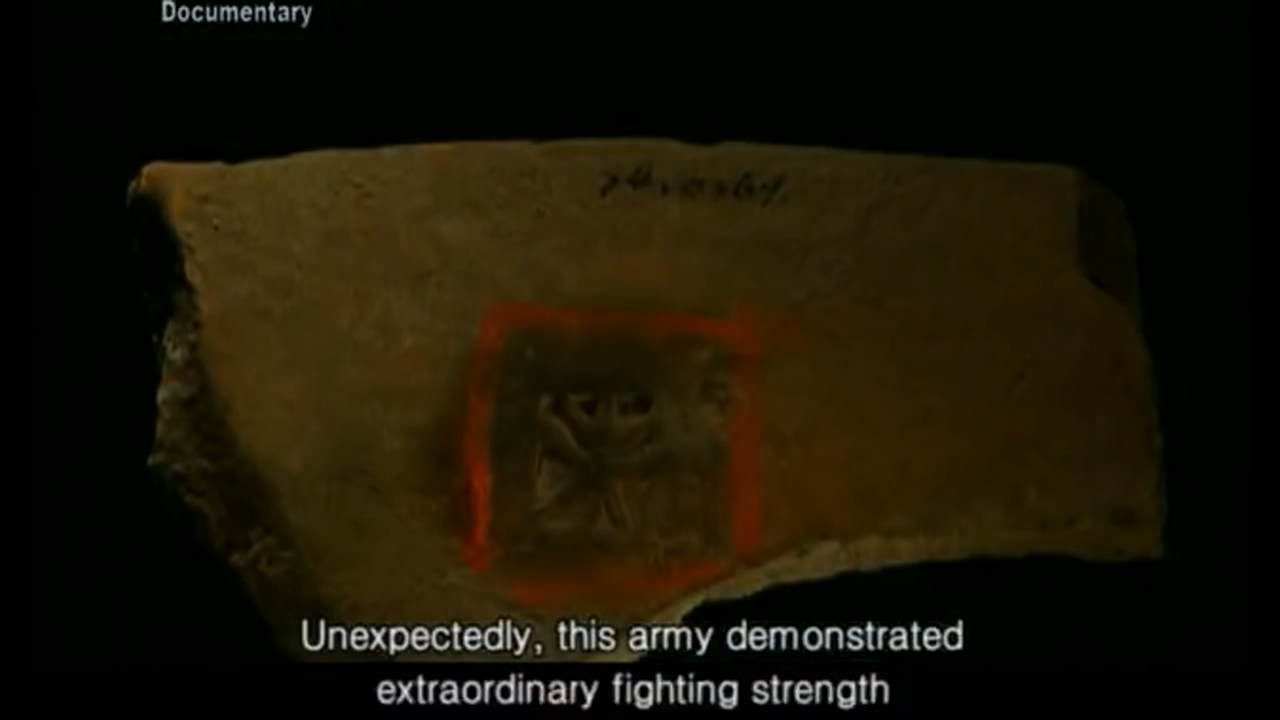 Documentary
Unexpectedly, this army demonstrated
extraordinary fighting strength